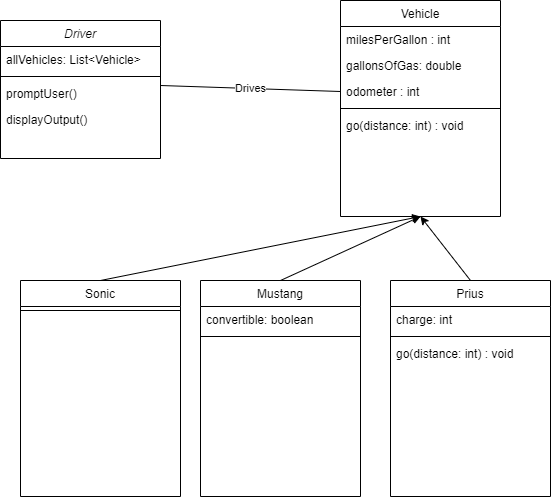 Driver
allVehicles: List<Vehicle>
promptUser()
displayOutput()
Drives
Vehicle
milesPerGallon : int
gallonsOfGas: double
odometer : int
go(distance: int) : void
Sonic
Mustang
convertible: boolean
Prius
charge: int
go(distance: int) : void